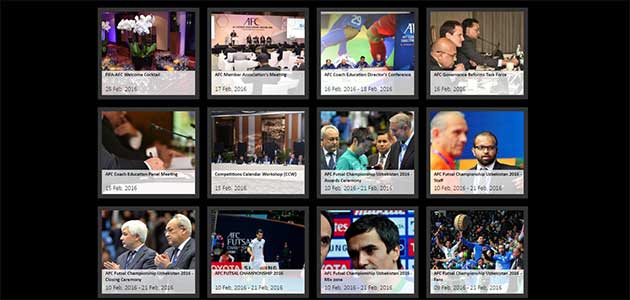 FIFA-AFC Welcome Cocktail
15 Feb. 2016
AFC
AFC Member Association's Meeting
17 Feb. 2016
AFC Coach Education Director's Conference
16 Feb. 2016 - 18 Feb. 2016
AFC Governance Reforms Task Force
16 Feb. 2016
AFC Coach Education Panel Meeting
15 Feb. 2016
Competitions Calendar Workshop (CCW)
15 Feb. 2016
AFC Futsal Championship Uzbekistan 2016 -
Awards Ceremony
10 Feb. 2016 - 21 Feb. 2016
AFC Futsal Championship Uzbekistan 2016 -
Staff
10 Feb. 2016 - 21 Feb. 2016
AFC Futsal Championship Uzbekistan 2016 -
Closing Ceremony
10 Feb. 2016 - 21 Feb. 2016
AFC
FUTSAL
TOYOTA
AFC FUTSAL CHAMPIONSHIP 2016
10 Feb. 2016 - 21 Feb. 2016
AFC Futsal Championship Uzbekistan 2016 -
Mix zone
10 Feb. 2016 - 21 Feb. 2016
AFC Futsal Championship Uzbekistan 2016 -
Fans
09 Feb. 2016 - 21 Feb. 2016